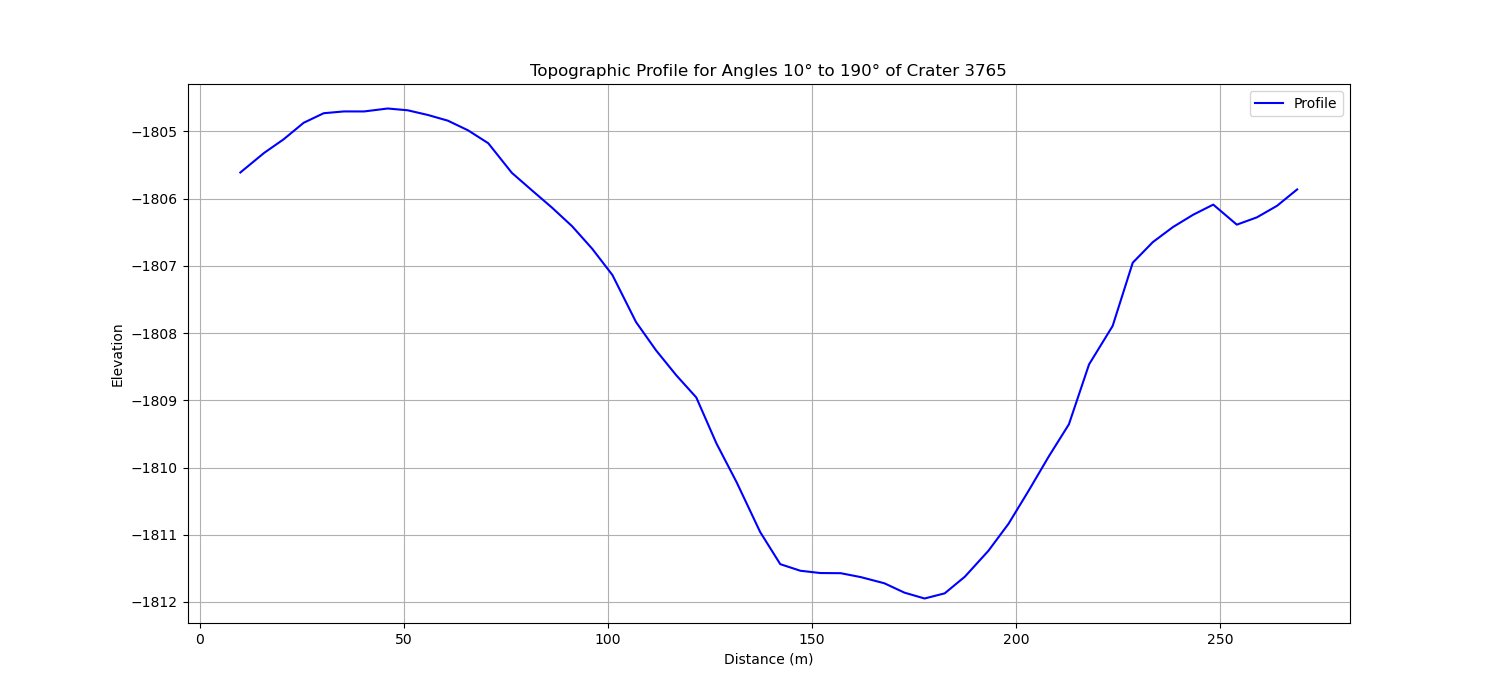 Topographic Profile for Angles 10° to 190° of Crater 3765
Profile
−1805
−1806
−1807
−1808
−1809
−1810
−1811
−1812
Elevation
0 50 100 150 200 250
Distance (m)